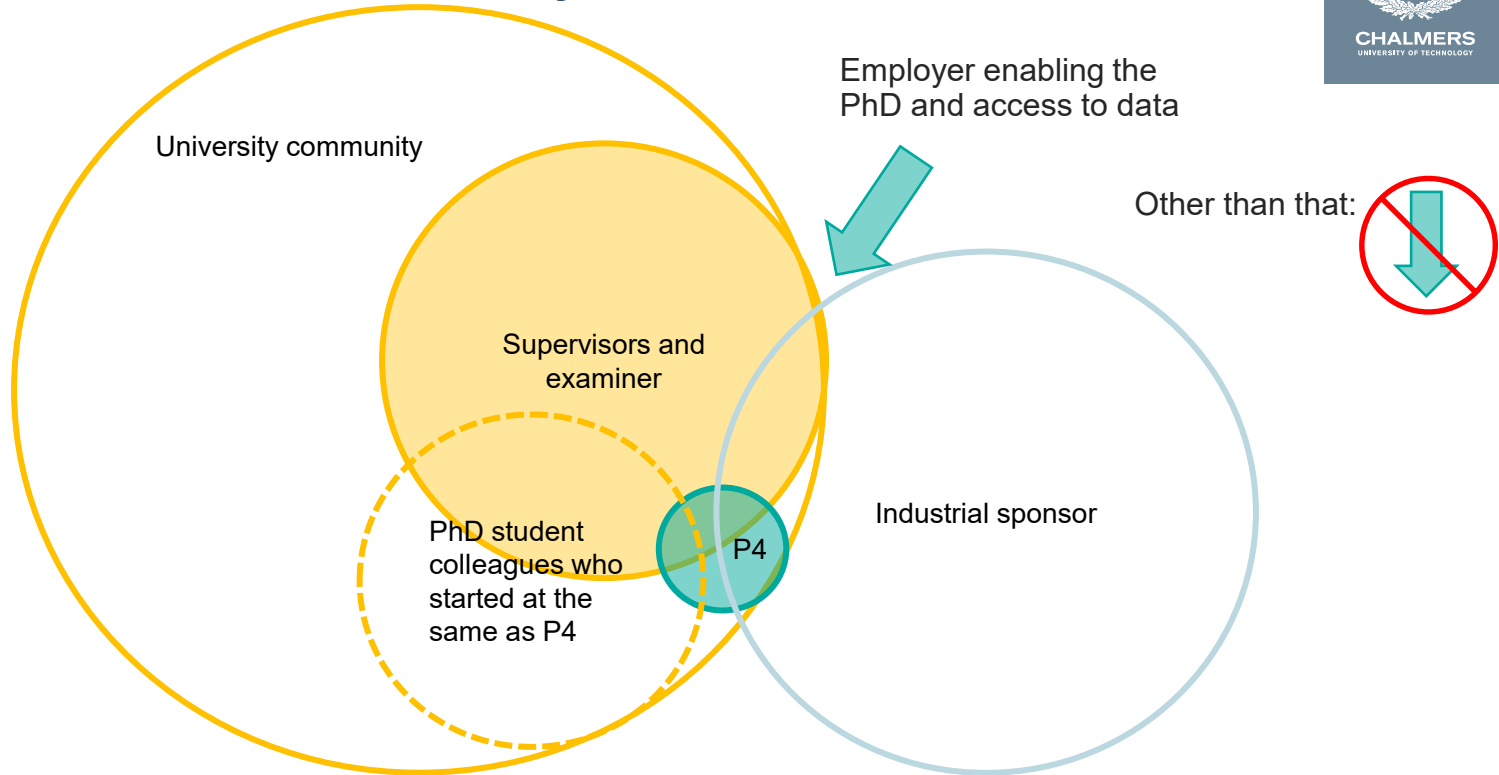 CHALMERS
UNIVERSITY OF TECHNOLOGY
Employer enabling the
PhD and access to data
University community
Other than that:
Supervisors and
examiner
Industrial sponsor
PhD student
colleagues who
started at the
same as P4
P4